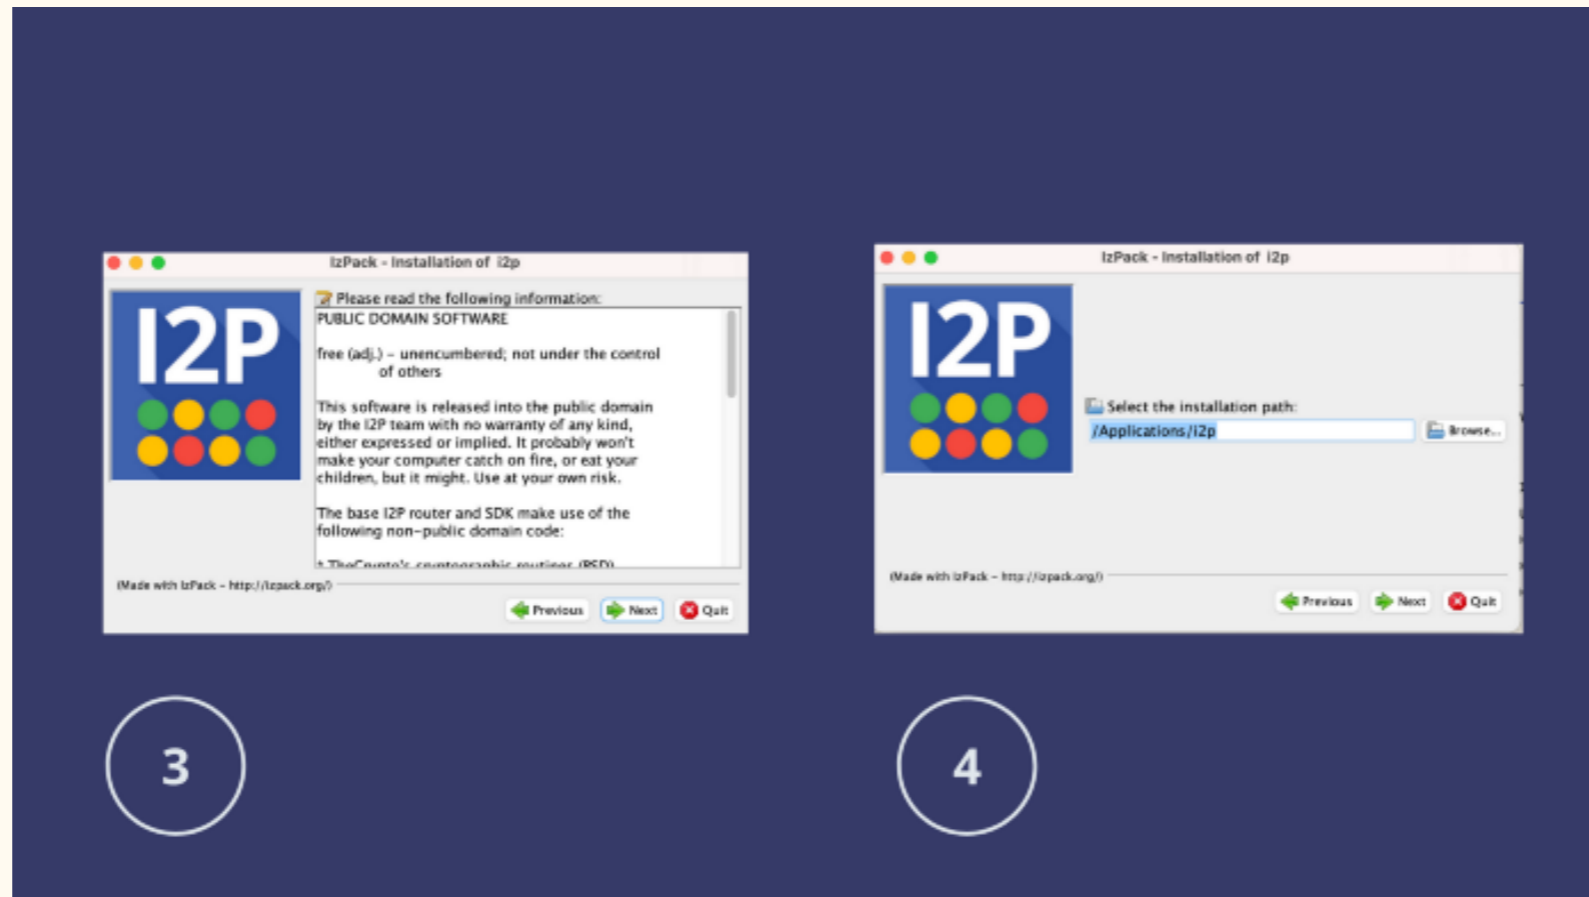 IzPack - Installation of i2p
I2P
Please read the following information:
PUBLIC DOMAIN SOFTWARE
free (adj.) – unencumbered; not under the control
of others
This software is released into the public domain
by the I2P team with no warranty of any kind,
either expressed or implied. It probably won't
make your computer catch on fire, or eat your
children, but it might. Use at your own risk.
The base I2P router and SDK make use of the
following non-public domain code:
* TheCrypto's cryptographic routines (BSD)
(Made with IzPack - http://izpack.org/)
Previous Next Quit
3
IzPack - Installation of i2p
I2P
Select the installation path:
/Applications/i2p
Browse...
(Made with IzPack - http://izpack.org/)
Previous Next Quit
4